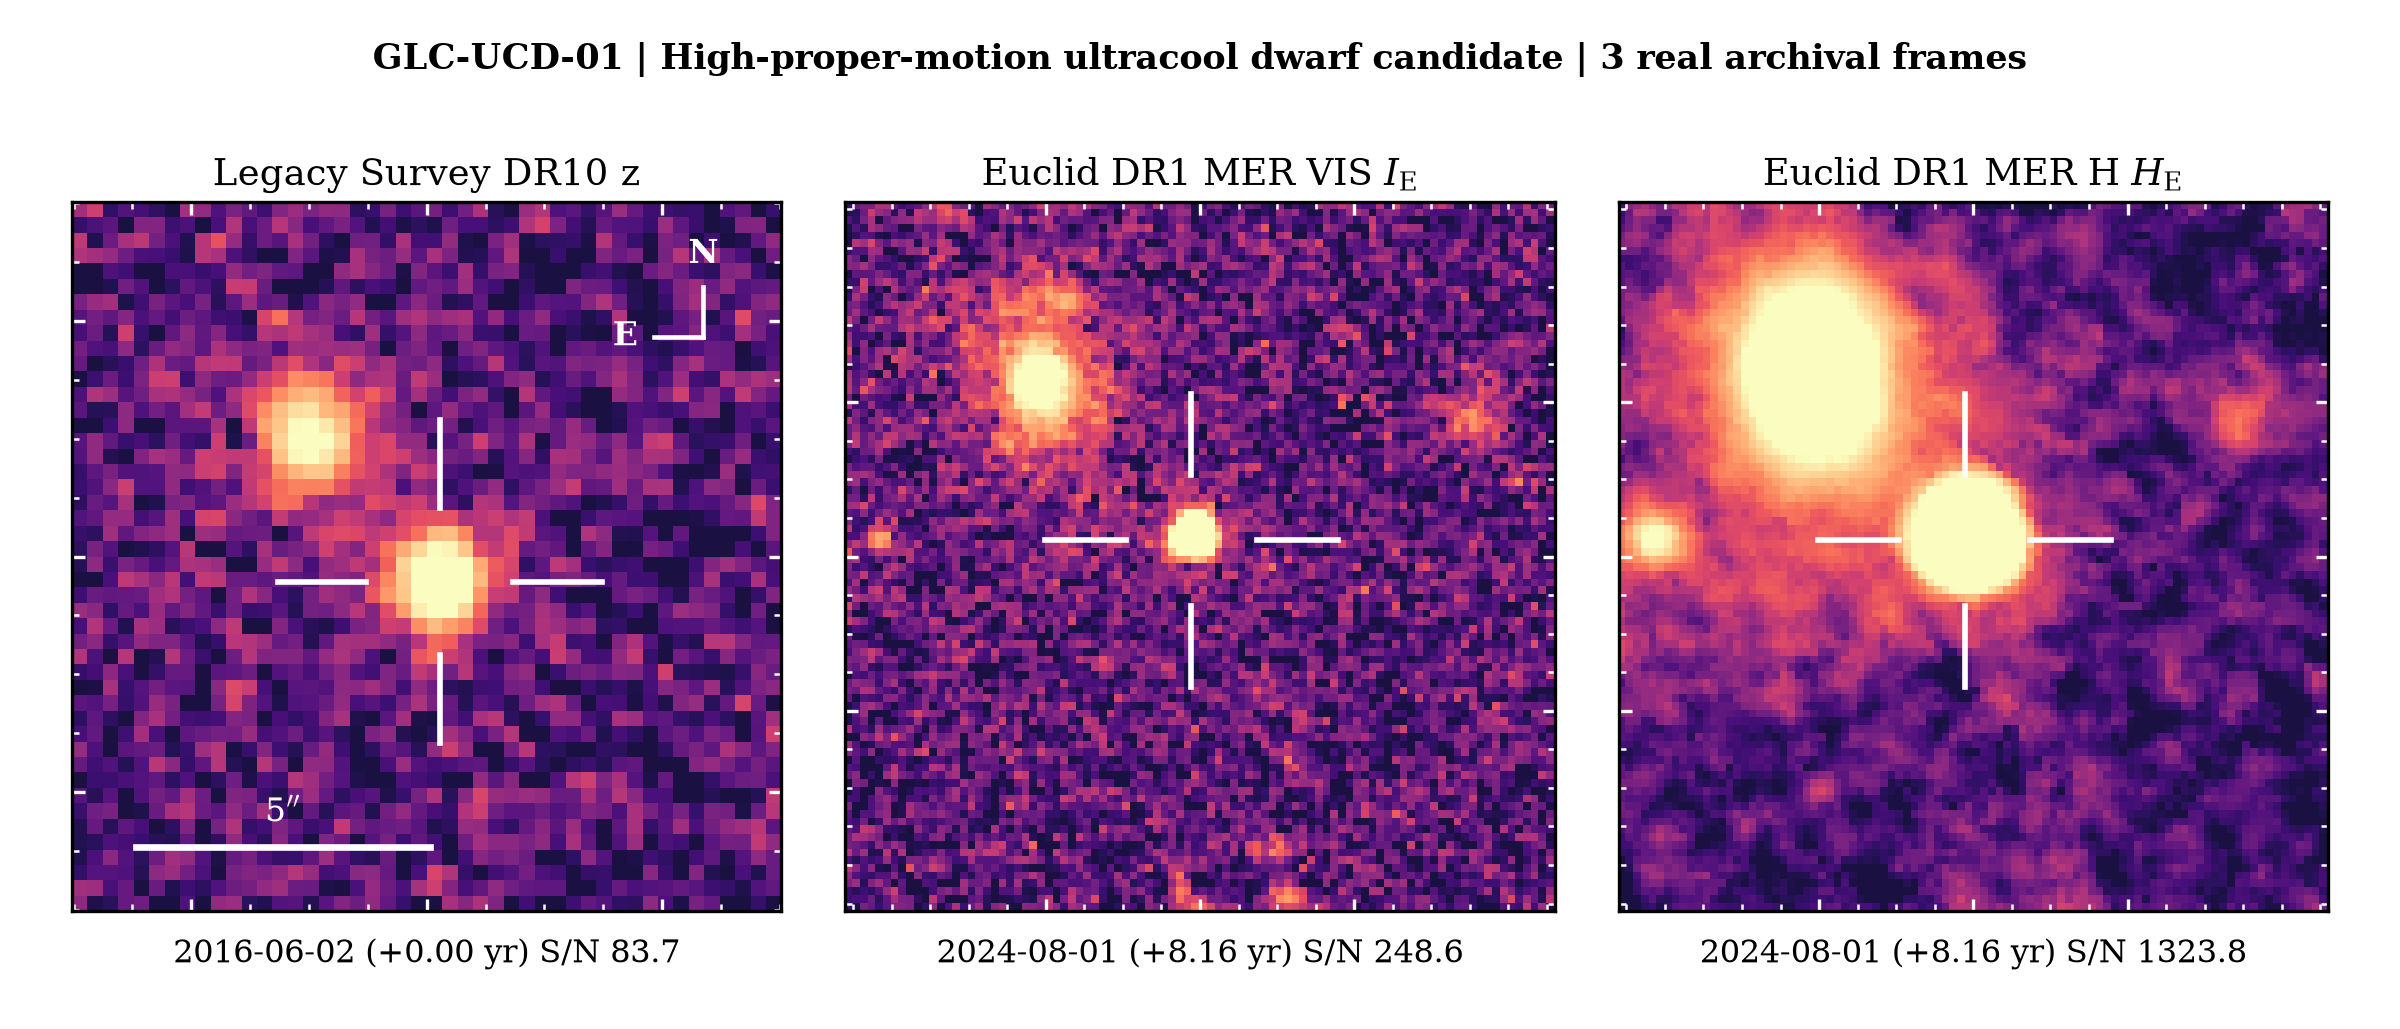 GLC-UCD-01 | High-proper-motion ultracool dwarf candidate | 3 real archival frames
Legacy Survey DR10 z
Euclid DR1 MER VIS I_E
Euclid DR1 MER H H_E
N
E
5″
2016-06-02 (+0.00 yr) S/N 83.7
2024-08-01 (+8.16 yr) S/N 248.6
2024-08-01 (+8.16 yr) S/N 1323.8